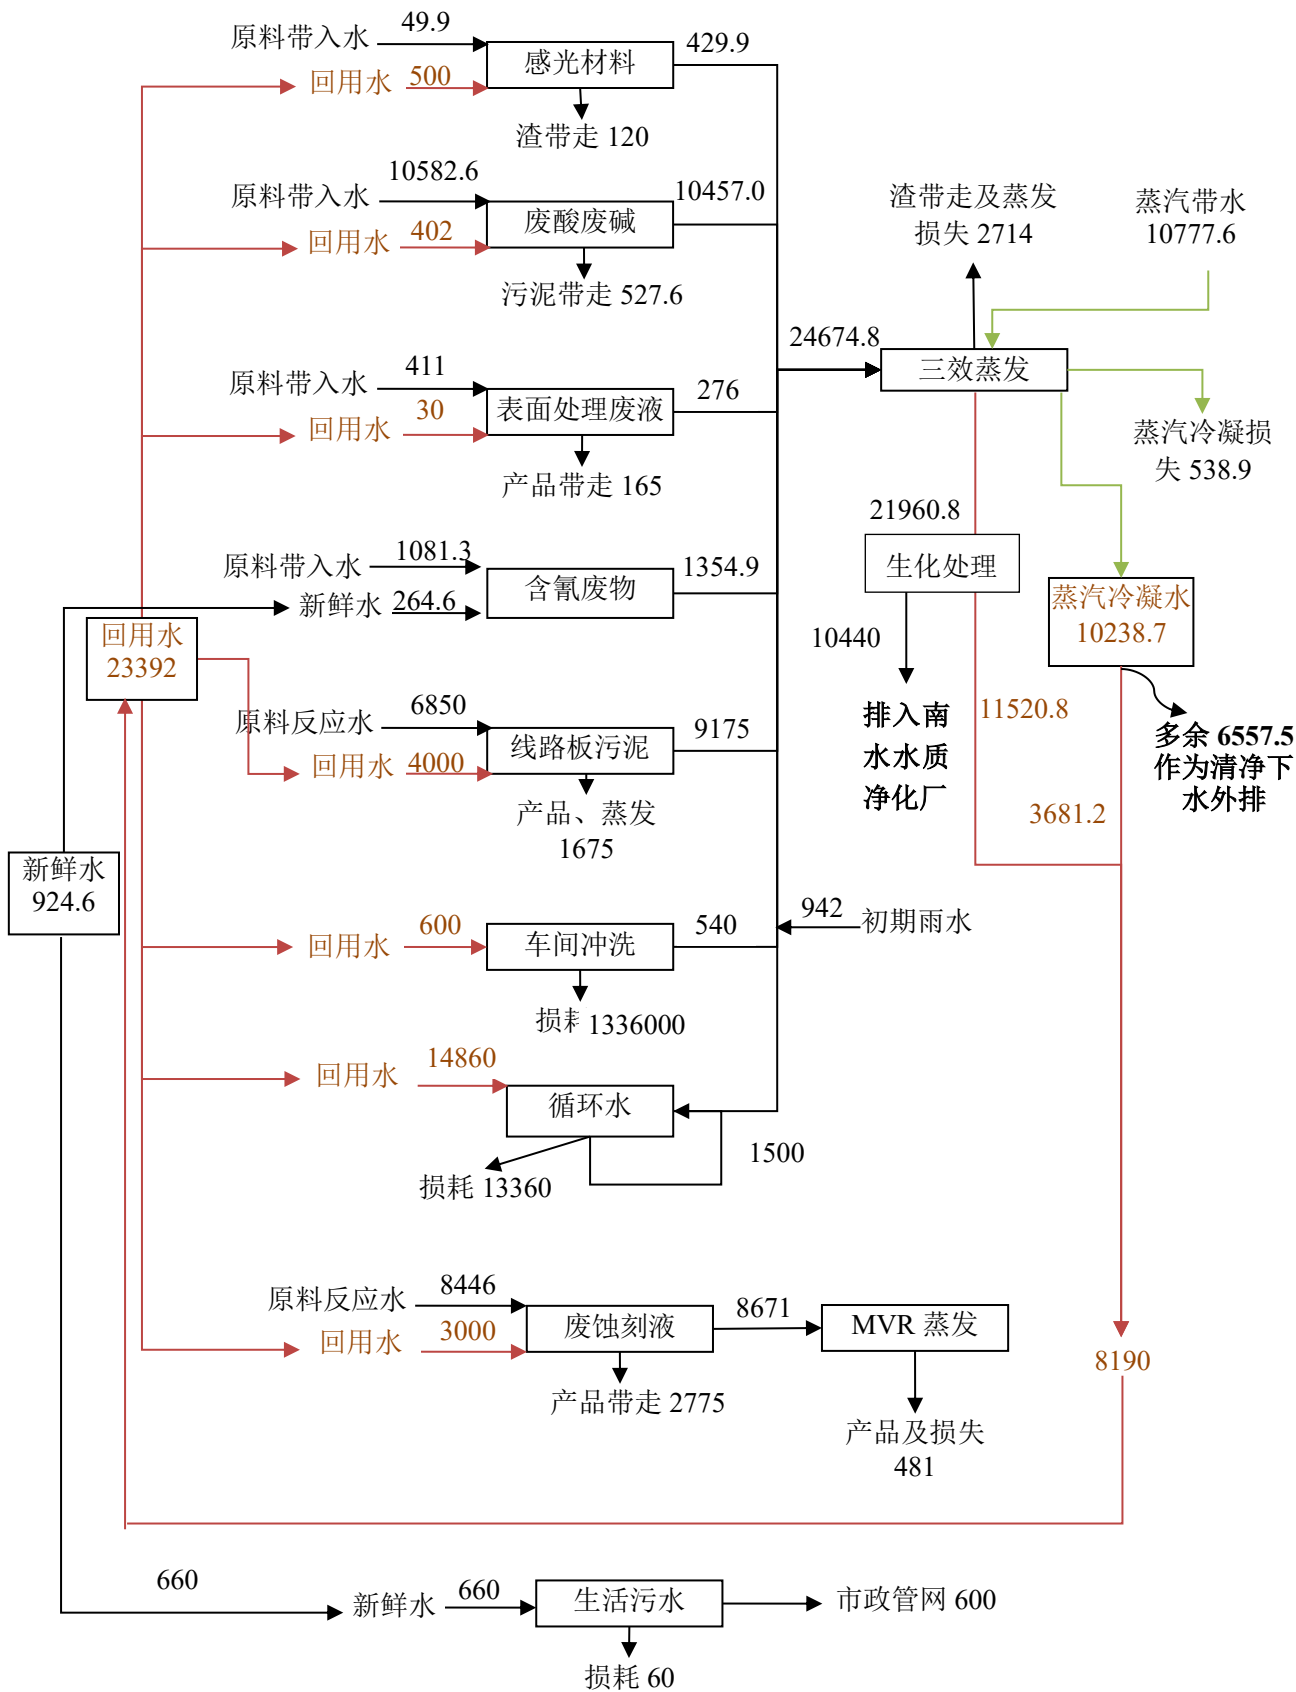 原料带入水
49.9
感光材料
429.9
回用水
500
渣带走 120
原料带入水
10582.6
废酸废碱
10457.0
回用水
402
污泥带走 527.6
渣带走及蒸发
损失 2714
蒸汽带水
10777.6
原料带入水
411
表面处理废液
276
回用水
30
产品带走 165
24674.8
三效蒸发
蒸汽冷凝损
失 538.9
21960.8
生化处理
原料带入水
1081.3
含氰废物
1354.9
新鲜水
264.6
蒸汽冷凝水
10238.7
10440
回用水
23392
原料反应水
6850
线路板污泥
9175
回用水
4000
产品、蒸发
1675
排入南
水水质
净化厂
11520.8
多余 6557.5
作为清净下
水外排
3681.2
新鲜水
924.6
回用水
600
车间冲洗
540
942
初期雨水
损耗
1336000
回用水
14860
循环水
1500
损耗 13360
原料反应水
8446
废蚀刻液
8671
MVR 蒸发
回用水
3000
8190
产品带走 2775
产品及损失
481
660
新鲜水
660
生活污水
市政管网 600
损耗 60